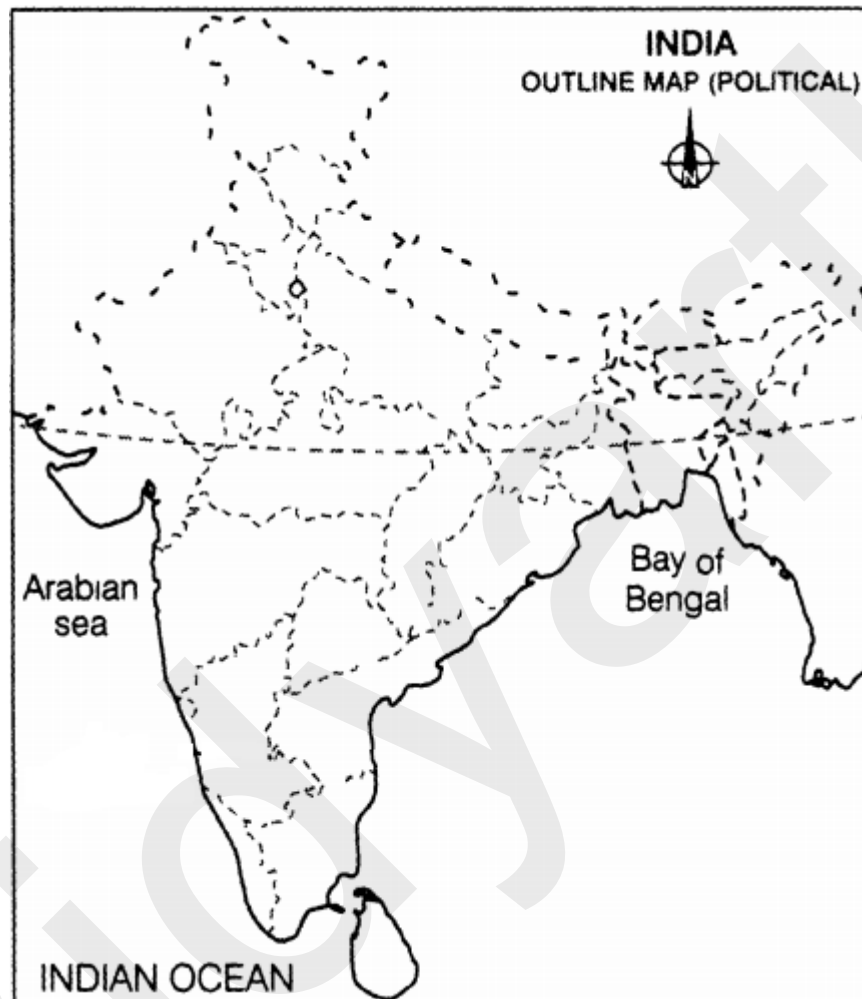 INDIA
OUTLINE MAP (POLITICAL)
N
Arabian
sea
Bay of
Bengal
INDIAN OCEAN